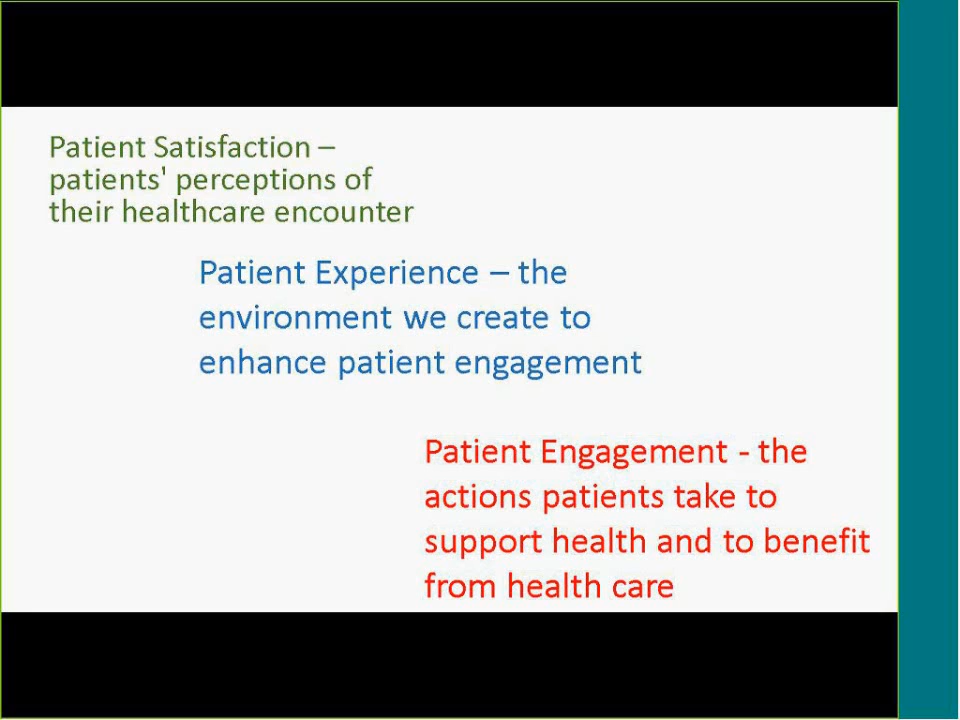 Patient Satisfaction –
patients' perceptions of
their healthcare encounter
Patient Experience – the
environment we create to
enhance patient engagement
Patient Engagement - the
actions patients take to
support health and to benefit
from health care